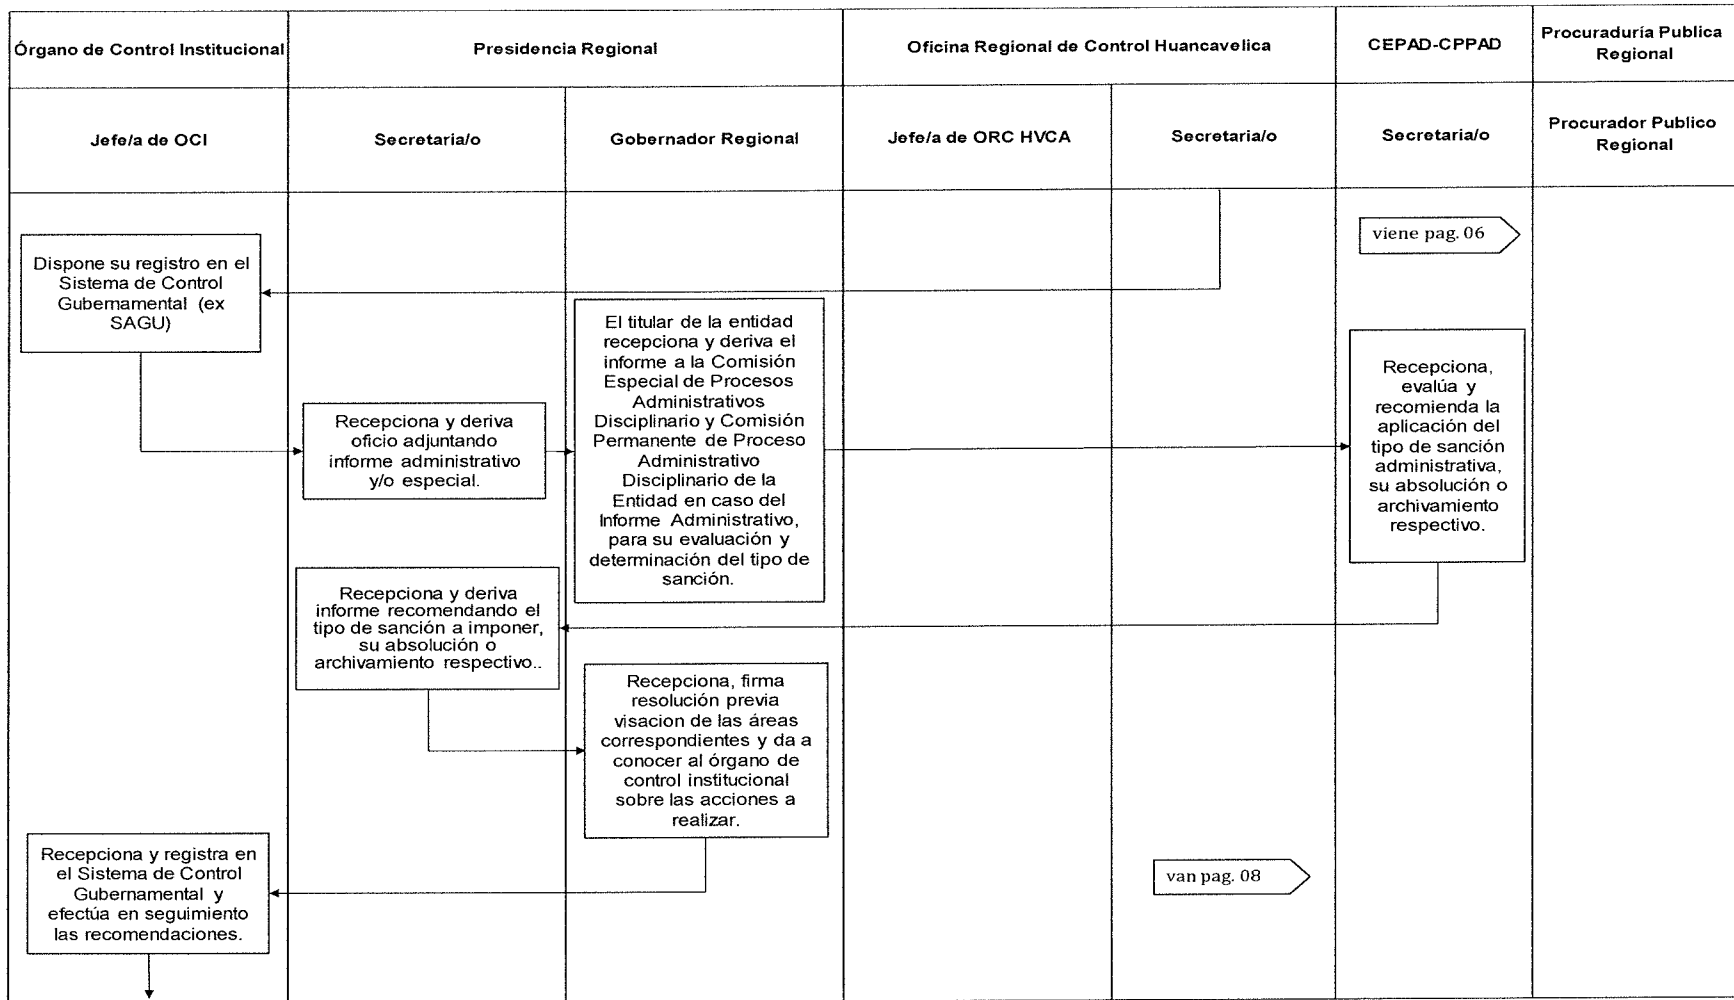 Órgano de Control Institucional
Presidencia Regional
Oficina Regional de Control Huancavelica
CEPAD-CPPAD
Procuraduría Publica
Regional
Jefe/a de OCI
Secretaria/o
Gobernador Regional
Jefe/a de ORC HVCA
Secretaria/o
Secretaria/o
Procurador Publico
Regional
viene pag. 06
Dispone su registro en el
Sistema de Control
Gubernamental (ex
SAGU)
Recepciona y deriva
oficio adjuntando
informe administrativo
y/o especial.
El titular de la entidad
recepciona y deriva el
informe a la Comisión
Especial de Procesos
Administrativos
Disciplinario y Comisión
Permanente de Proceso
Administrativo
Disciplinario de la
Entidad en caso del
Informe Administrativo,
para su evaluación y
determinación del tipo de
sanción.
Recepciona,
evalúa y
recomienda la
aplicación del
tipo de sanción
administrativa,
su absolución o
archivamiento
respectivo.
Recepciona y deriva
informe recomendando el
tipo de sanción a imponer,
su absolución o
archivamiento respectivo..
Recepciona, firma
resolución previa
visacion de las áreas
correspondientes y da a
conocer al órgano de
control institucional
sobre las acciones a
realizar.
Recepciona y registra en
el Sistema de Control
Gubernamental y
efectúa en seguimiento
las recomendaciones.
van pag. 08